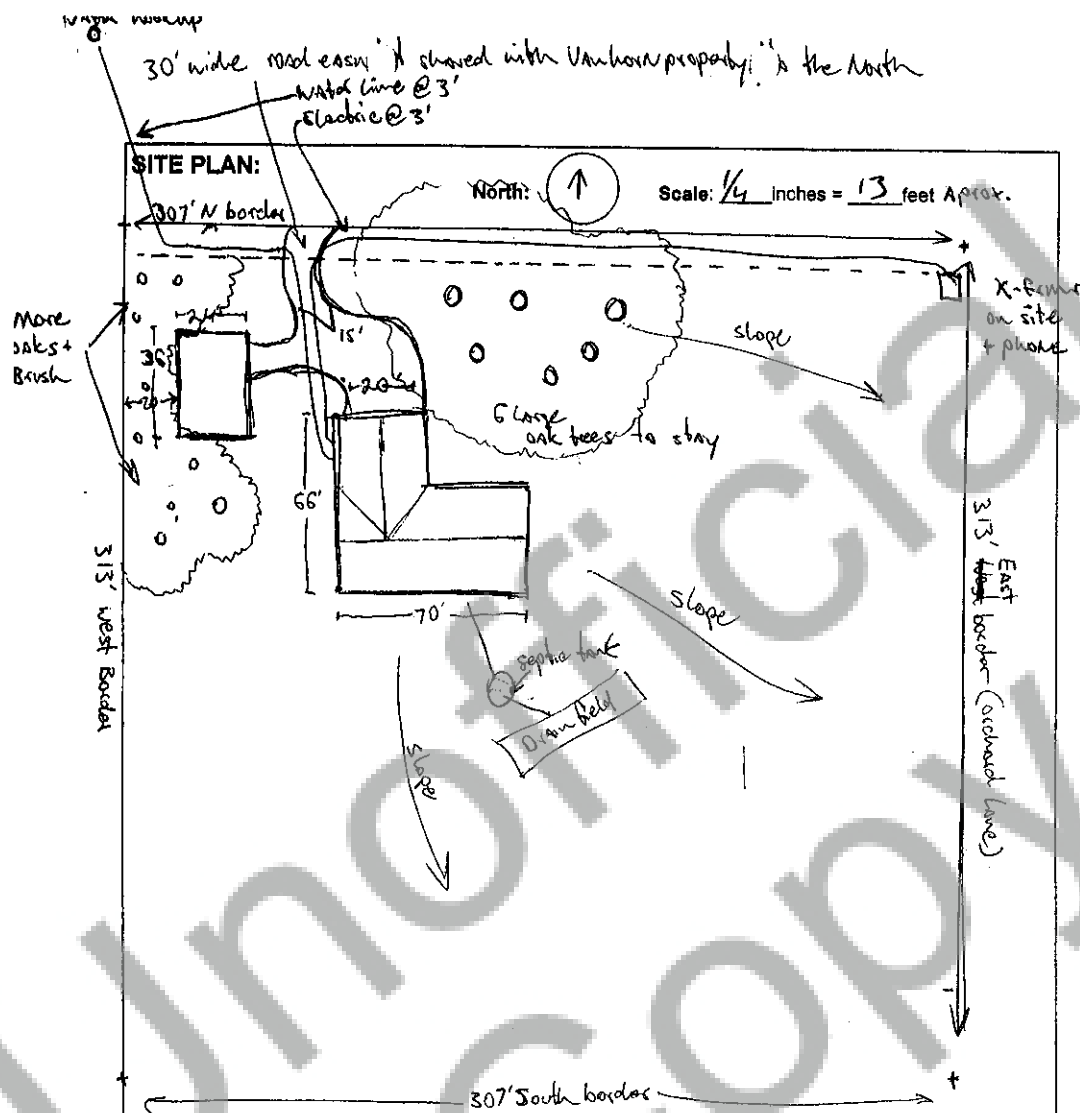 30' wide road easm't shared with Vanhorn property to the North
water line @ 3'
Electric @ 3'
SITE PLAN:
North:
Scale: 1/4 inches = 13 feet Aprox.
307' N border
24'
36'
20
15'
20'
More
oaks +
Brush
X-former
on site
+ phone
slope
6 Large
oak trees to stay
66'
70'
313' west Border
313' East border (orchard Lane)
slope
septic tank
Drain field
slope
307' South border
Unofficial
Copy